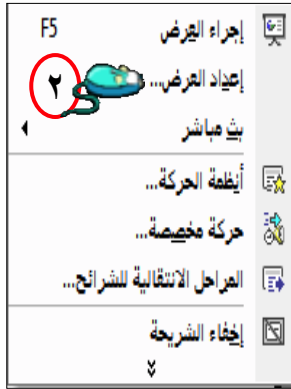 إجراء العرض F5
إعداد العرض... ٢
بث مباشر
أنظمة الحركة...
حركة مخصصة...
المراحل الانتقالية للشرائح...
إخفاء الشريحة